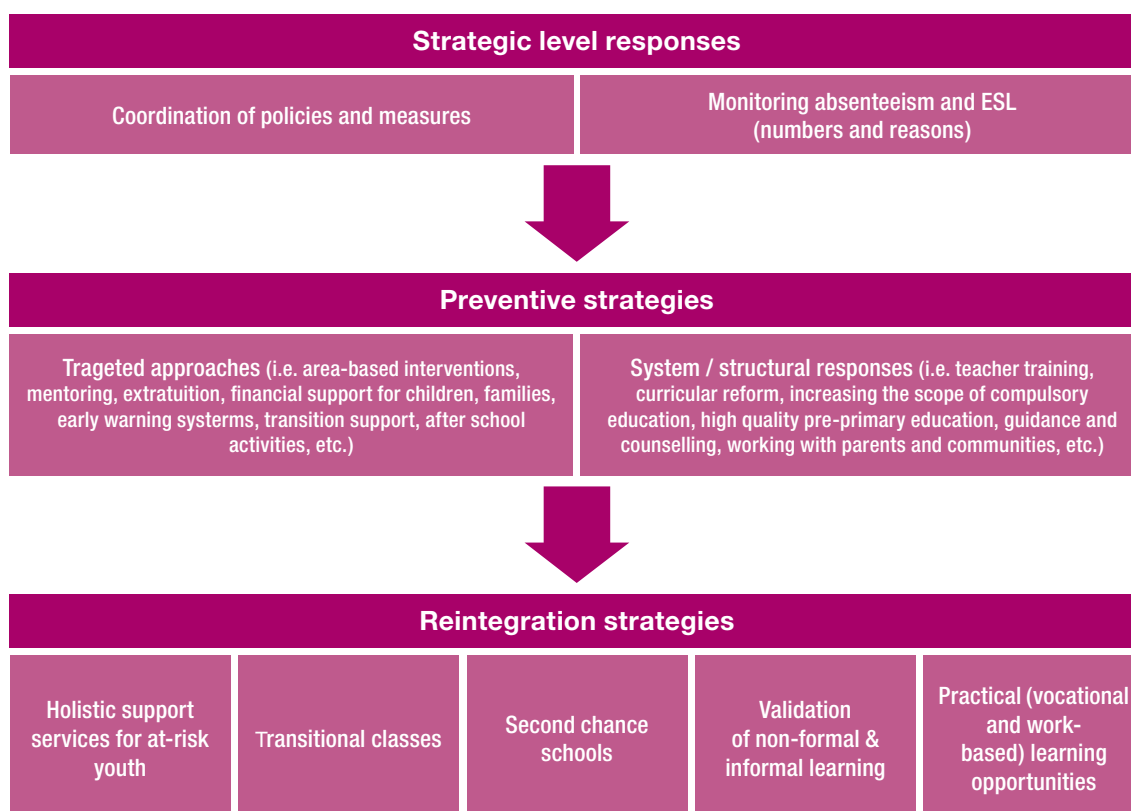 Strategic level responses
Coordination of policies and measures
Monitoring absenteeism and ESL
(numbers and reasons)
Preventive strategies
Trageted approaches (i.e. area-based interventions,
mentoring, extratuition, financial support for children, families,
early warning systerms, transition support, after school
activities, etc.)
System / structural responses (i.e. teacher training,
curricular reform, increasing the scope of compulsory
education, high quality pre-primary education, guidance and
counselling, working with parents and communities, etc.)
Reintegration strategies
Holistic support
services for at-risk
youth
Transitional classes
Second chance
schools
Validation
of non-formal &
informal learning
Practical (vocational
and work-
based) learning
opportunities